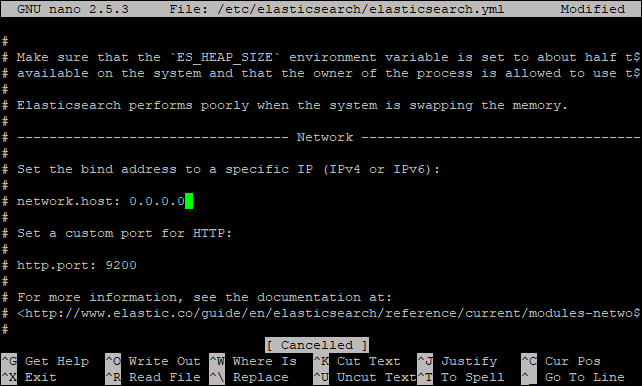 GNU nano 2.5.3 File: /etc/elasticsearch/elasticsearch.yml Modified
#
# Make sure that the `ES_HEAP_SIZE` environment variable is set to about half t$
# available on the system and that the owner of the process is allowed to use t$
#
# Elasticsearch performs poorly when the system is swapping the memory.
#
# ---------------------------------- Network -----------------------------------
#
# Set the bind address to a specific IP (IPv4 or IPv6):
#
# network.host: 0.0.0.0
#
# Set a custom port for HTTP:
#
# http.port: 9200
#
# For more information, see the documentation at:
# <http://www.elastic.co/guide/en/elasticsearch/reference/current/modules-netwo$
#
[ Cancelled ]
^G Get Help ^O Write Out ^W Where Is ^K Cut Text ^J Justify ^C Cur Pos
^X Exit ^R Read File ^\ Replace ^U Uncut Text ^T To Spell ^_ Go To Line